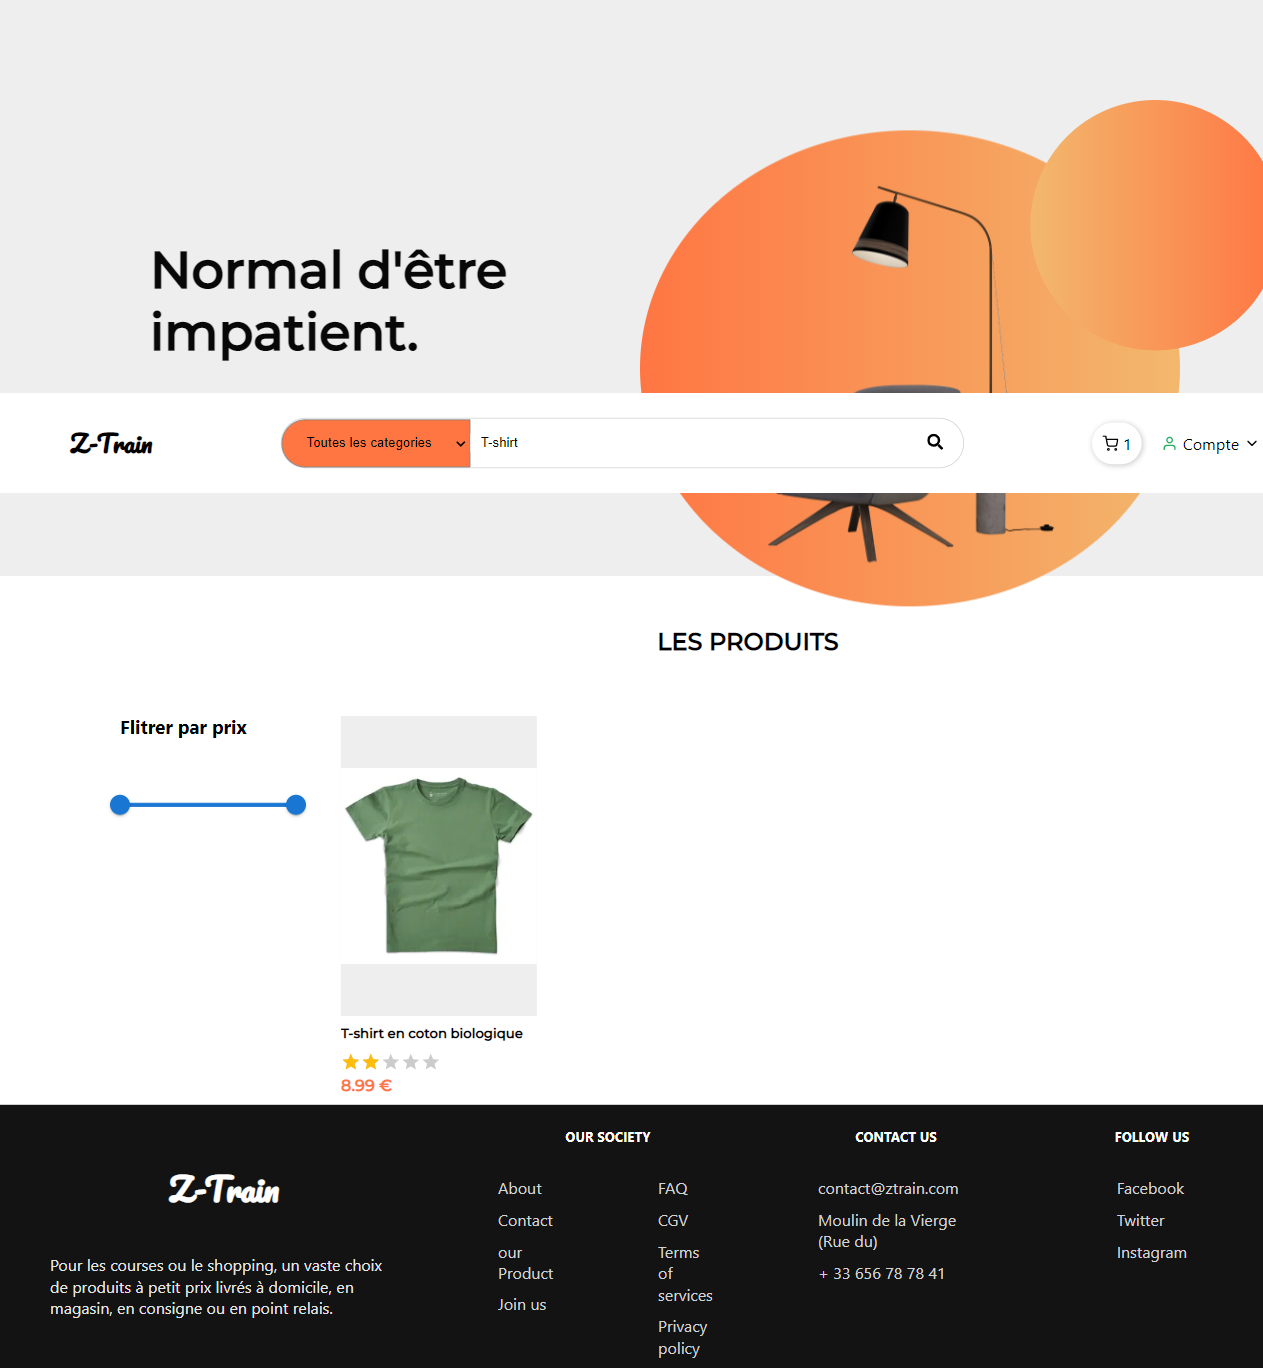 Normal d'être
impatient.
Z-Train
Toutes les categories
T-shirt
1
Compte
LES PRODUITS
Flitrer par prix
T-shirt en coton biologique
8.99 €
Z-Train
Pour les courses ou le shopping, un vaste choix
de produits à petit prix livrés à domicile, en
magasin, en consigne ou en point relais.
OUR SOCIETY
About
Contact
our
Product
Join us
FAQ
CGV
Terms
of
services
Privacy
policy
CONTACT US
contact@ztrain.com
Moulin de la Vierge
(Rue du)
+ 33 656 78 78 41
FOLLOW US
Facebook
Twitter
Instagram